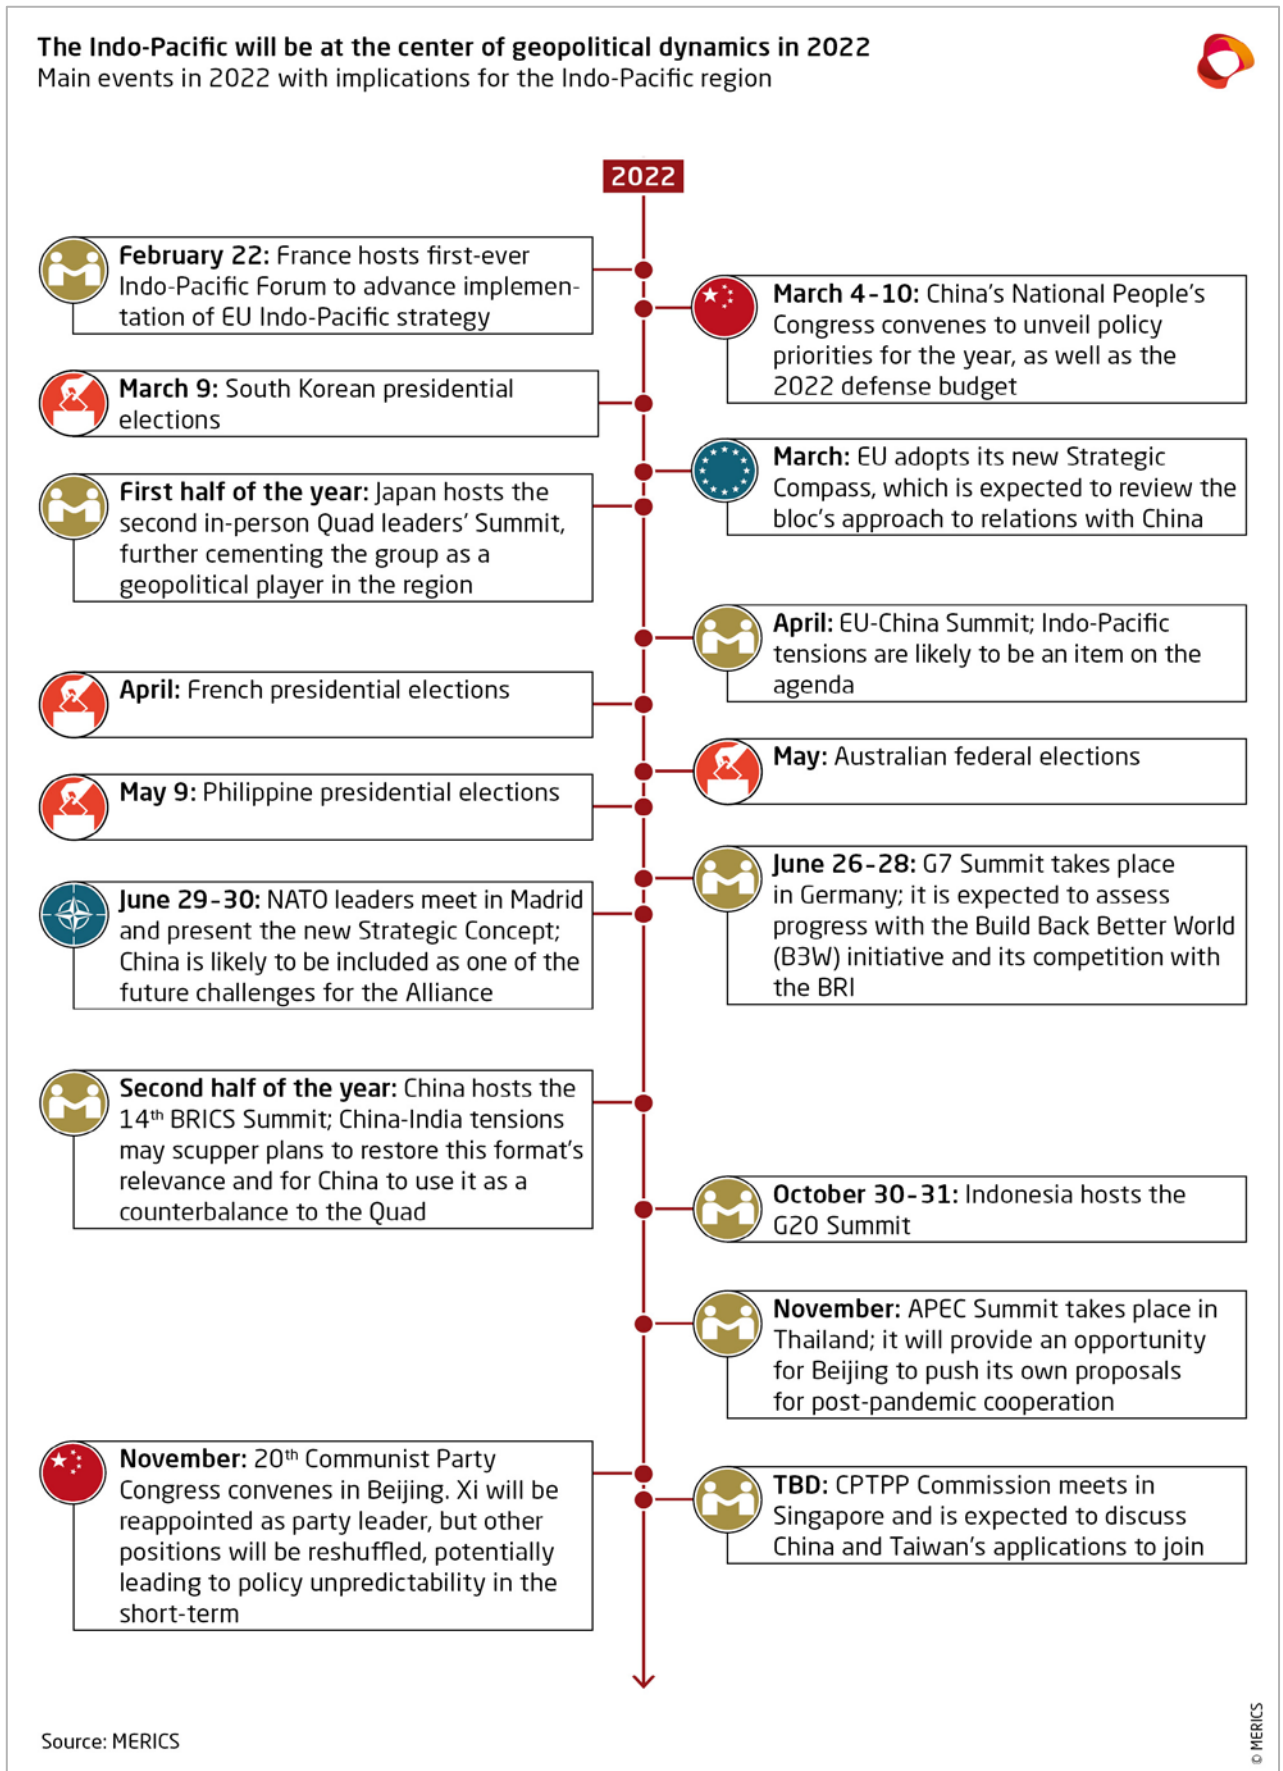 The Indo-Pacific will be at the center of geopolitical dynamics in 2022
Main events in 2022 with implications for the Indo-Pacific region
2022
February 22: France hosts first-ever
Indo-Pacific Forum to advance implemen-
tation of EU Indo-Pacific strategy
March 4-10: China's National People's
Congress convenes to unveil policy
priorities for the year, as well as the
2022 defense budget
March 9: South Korean presidential
elections
March: EU adopts its new Strategic
Compass, which is expected to review the
bloc's approach to relations with China
First half of the year: Japan hosts the
second in-person Quad leaders' Summit,
further cementing the group as a
geopolitical player in the region
April: EU-China Summit; Indo-Pacific
tensions are likely to be an item on the
agenda
April: French presidential elections
May: Australian federal elections
May 9: Philippine presidential elections
June 26-28: G7 Summit takes place
in Germany; it is expected to assess
progress with the Build Back Better World
(B3W) initiative and its competition with
the BRI
June 29-30: NATO leaders meet in Madrid
and present the new Strategic Concept;
China is likely to be included as one of the
future challenges for the Alliance
Second half of the year: China hosts the
14th BRICS Summit; China-India tensions
may scupper plans to restore this format's
relevance and for China to use it as a
counterbalance to the Quad
October 30-31: Indonesia hosts the
G20 Summit
November: APEC Summit takes place in
Thailand; it will provide an opportunity
for Beijing to push its own proposals
for post-pandemic cooperation
November: 20th Communist Party
Congress convenes in Beijing. Xi will be
reappointed as party leader, but other
positions will be reshuffled, potentially
leading to policy unpredictability in the
short-term
TBD: CPTPP Commission meets in
Singapore and is expected to discuss
China and Taiwan's applications to join
Source: MERICS
© MERICS